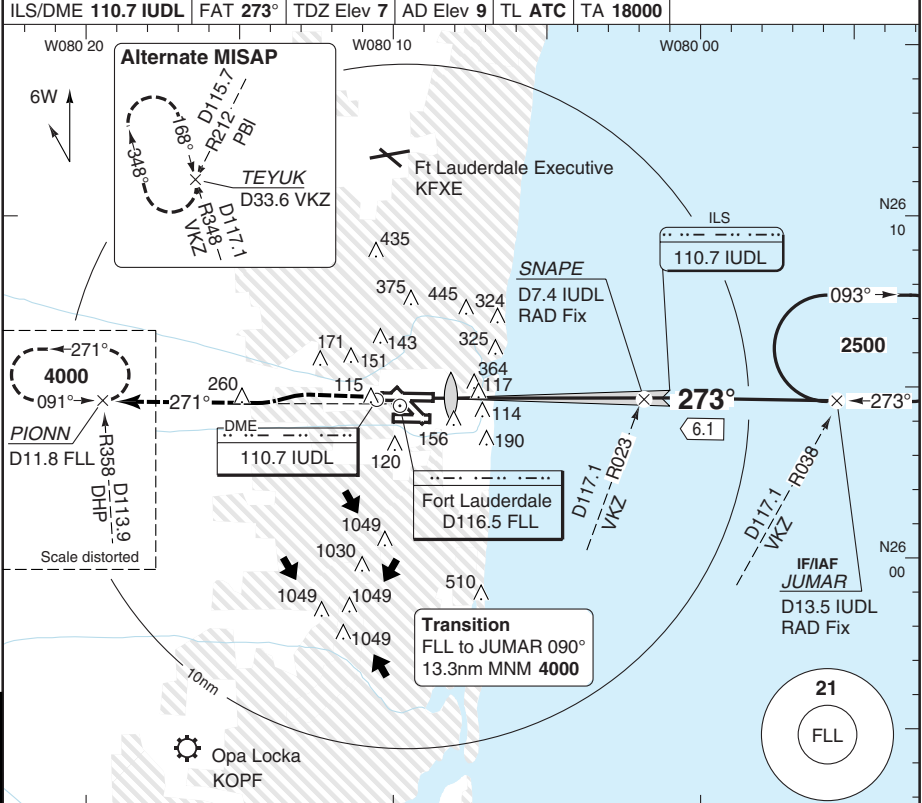 ILS/DME 110.7 IUDL FAT 273° TDZ Elev 7 AD Elev 9 TL ATC TA 18000
W080 20
W080 10
W080 00
Alternate MISAP
6W
D115.7
R212
PBI
168°
348°
TEYUK
D33.6 VKZ
D117.1
R348
VKZ
Ft Lauderdale Executive
KFXE
N26
10
ILS
110.7 IUDL
SNAPE
D7.4 IUDL
RAD Fix
435
375
445
324
325
143
171
151
364
117
093°
2500
271°
4000
091°
271°
260
115
273°
273°
6.1
PIONN
D11.8 FLL
R358
D113.9
DHP
Scale distorted
DME
110.7 IUDL
156
114
190
120
Fort Lauderdale
D116.5 FLL
D117.1
R023
VKZ
D117.1
R038
VKZ
N26
00
1049
1030
1049
1049
1049
510
IF/IAF
JUMAR
D13.5 IUDL
RAD Fix
Transition
FLL to JUMAR 090°
13.3nm MNM 4000
10nm
Opa Locka
KOPF
21
FLL